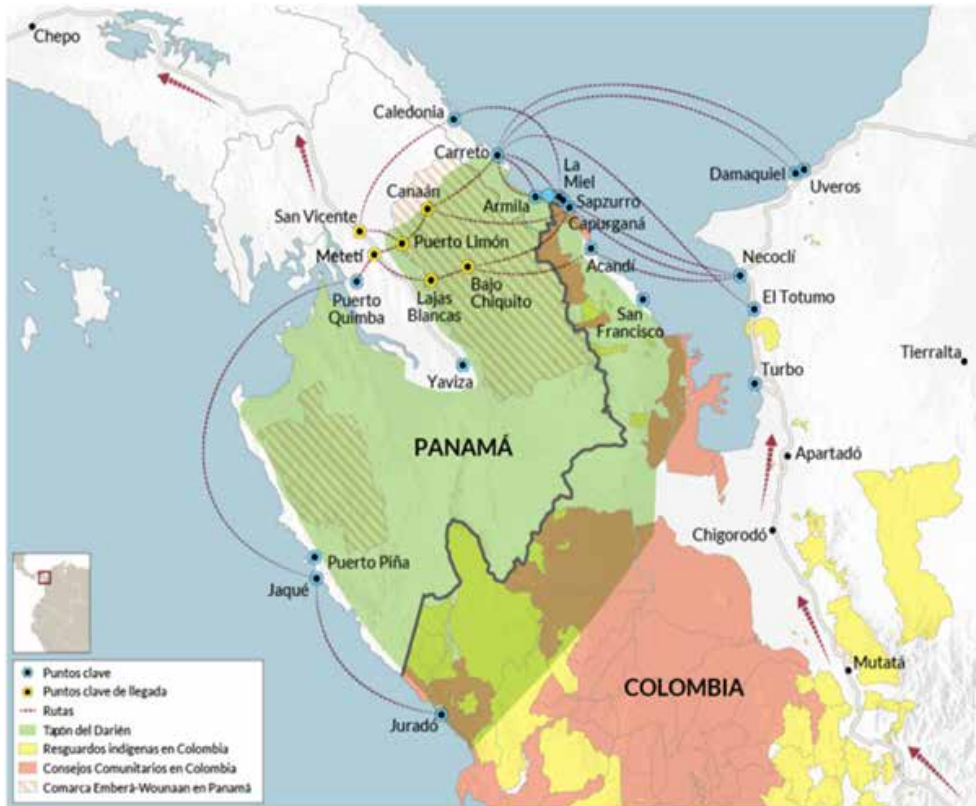 Chepo
Caledonia
Carreto
La
Miel
Damaquiel
Uveros
Canaán
Armila
Sapzurro
San Vicente
Capurganá
Puerto Limón
Metetí
Acandí
Necoclí
Bajo
Chiquito
Lajas
Blancas
Puerto
Quimba
El Totumo
San
Francisco
Tierralta
Yaviza
Turbo
PANAMÁ
Apartadó
Chigorodó
Puerto Piña
Jaqué
Mutatá
COLOMBIA
Juradó
Puntos clave
Puntos clave de llegada
Rutas
Tapón del Darién
Resguardos indígenas en Colombia
Consejos Comunitarios en Colombia
Comarca Emberá-Wounaan en Panamá